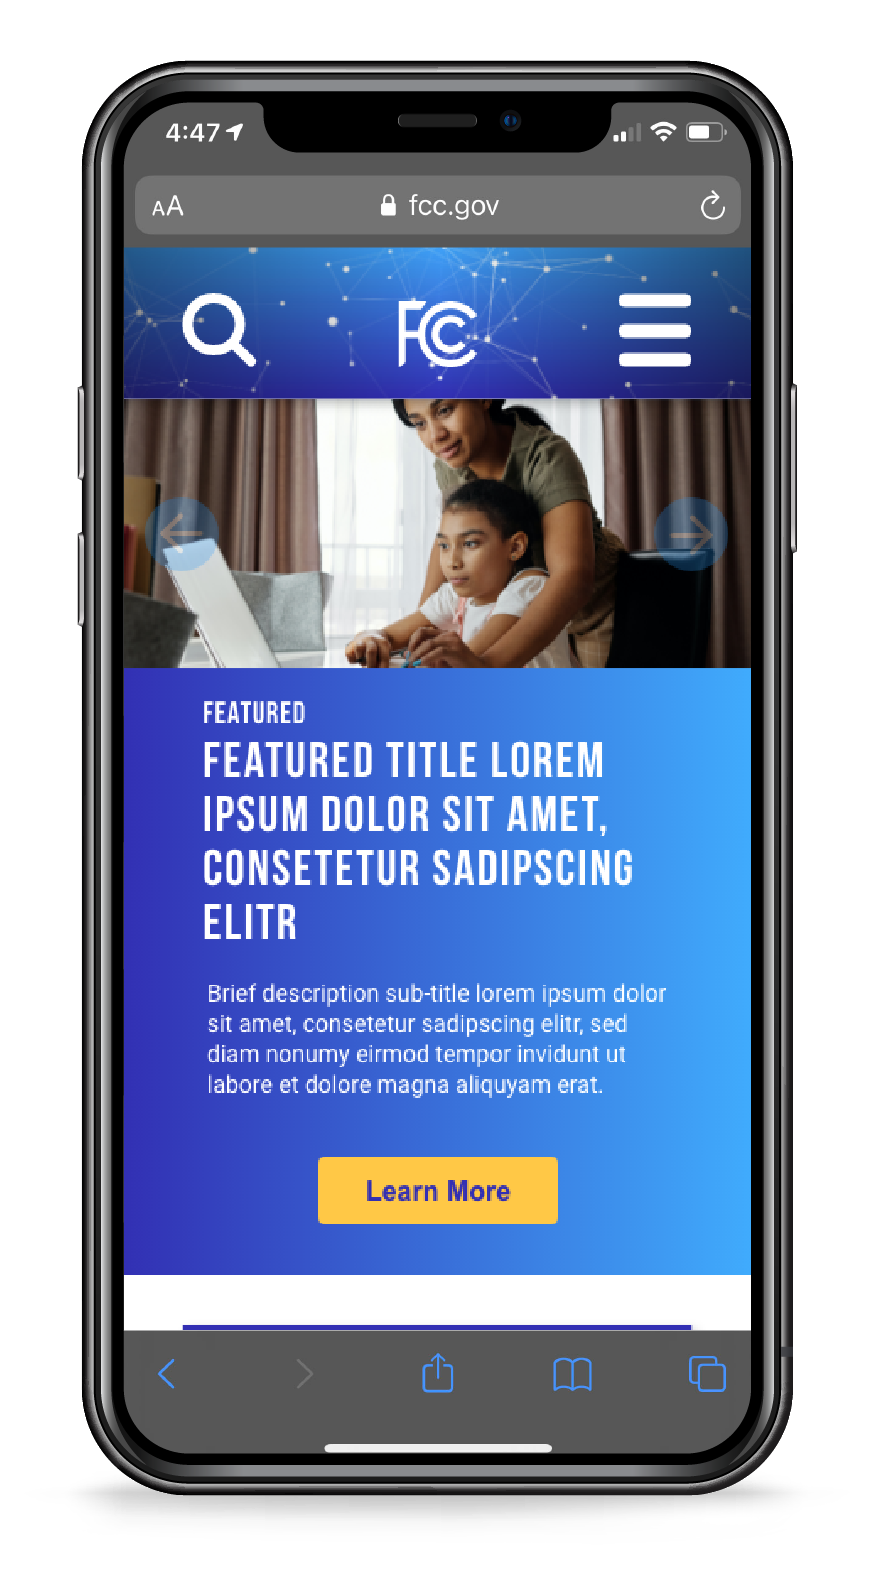 4:47
AA
fcc.gov
FCC
FEATURED
FEATURED TITLE LOREM
IPSUM DOLOR SIT AMET,
CONSETETUR SADIPSCING
ELITR
Brief description sub-title lorem ipsum dolor
sit amet, consetetur sadipscing elitr, sed
diam nonumy eirmod tempor invidunt ut
labore et dolore magna aliquyam erat.
Learn More